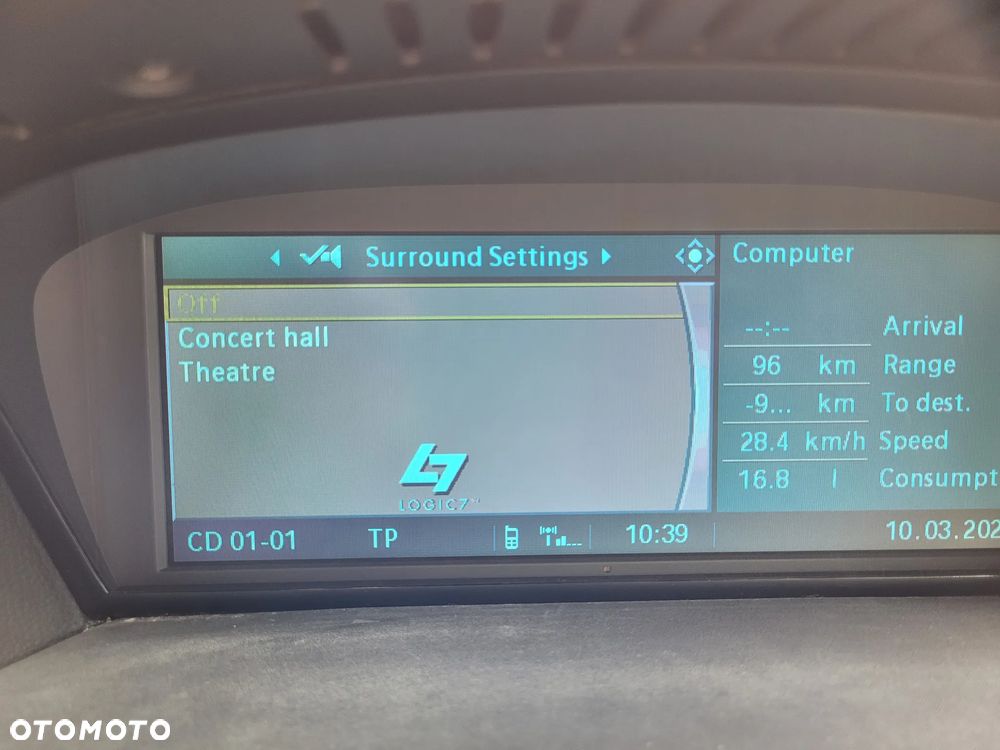 Surround Settings
Off
Concert hall
Theatre
LOGIC7™
Computer
--:-- Arrival
96 km Range
-9... km To dest.
28.4 km/h Speed
16.8 l Consumpt
CD 01-01 TP 10:39 10.03.202
OTOMOTO